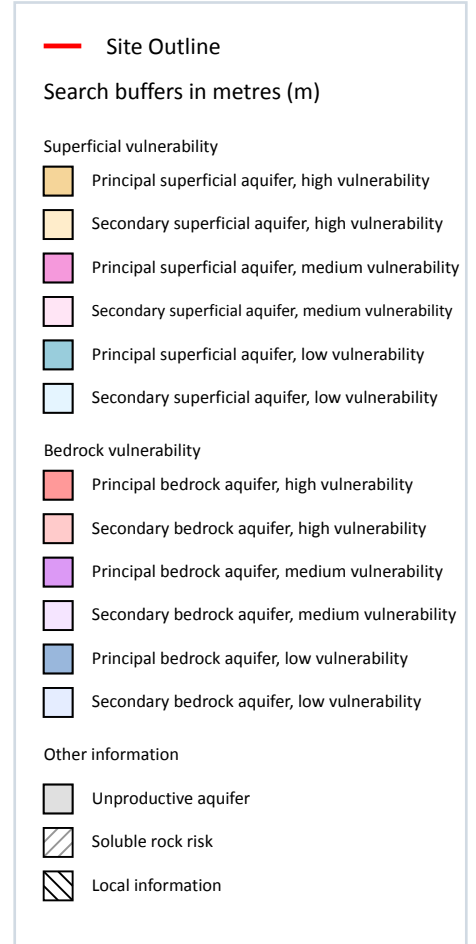 Site Outline
Search buffers in metres (m)
Superficial vulnerability
Principal superficial aquifer, high vulnerability
Secondary superficial aquifer, high vulnerability
Principal superficial aquifer, medium vulnerability
Secondary superficial aquifer, medium vulnerability
Principal superficial aquifer, low vulnerability
Secondary superficial aquifer, low vulnerability
Bedrock vulnerability
Principal bedrock aquifer, high vulnerability
Secondary bedrock aquifer, high vulnerability
Principal bedrock aquifer, medium vulnerability
Secondary bedrock aquifer, medium vulnerability
Principal bedrock aquifer, low vulnerability
Secondary bedrock aquifer, low vulnerability
Other information
Unproductive aquifer
Soluble rock risk
Local information